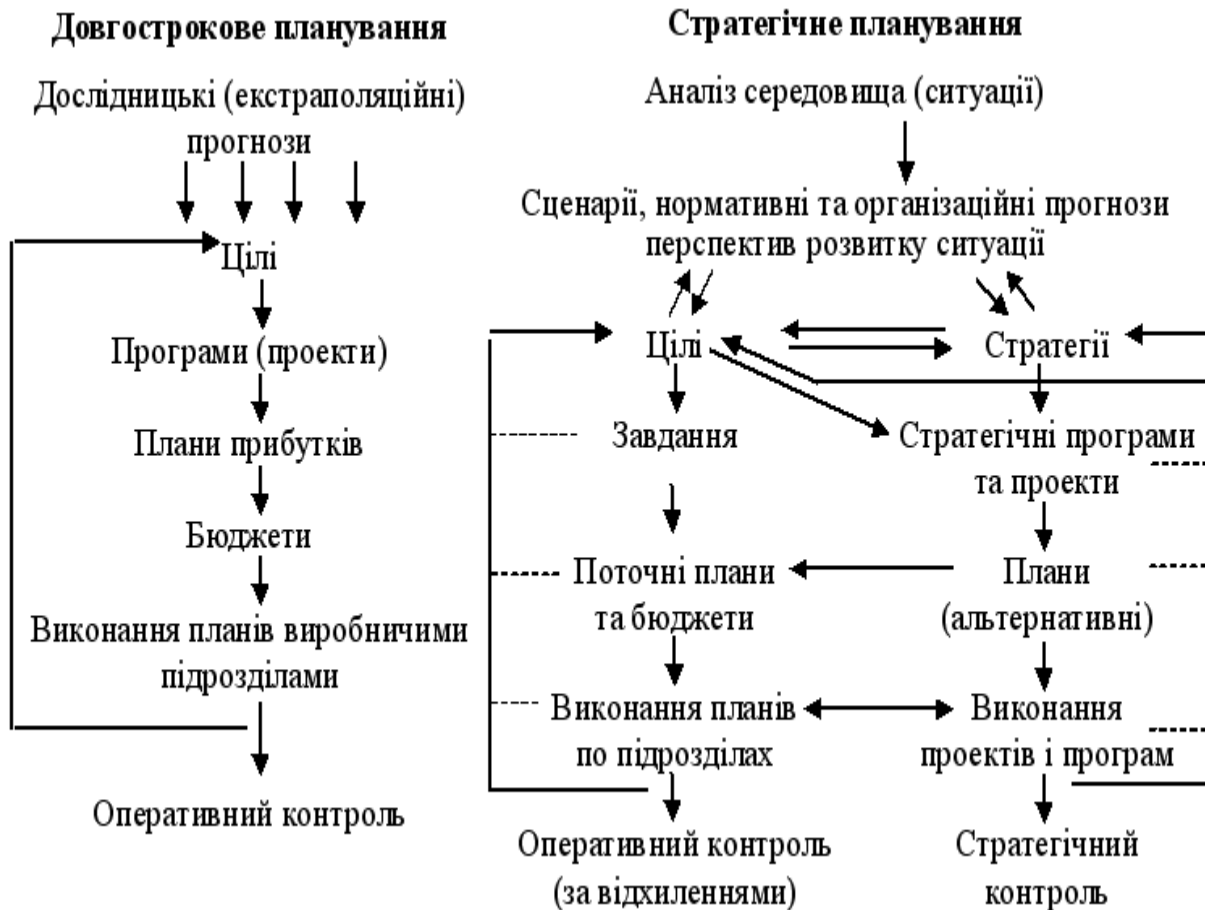 Довгострокове планування
Дослідницькі (екстраполяційні)
прогнози
Цілі
Програми (проекти)
Плани прибутків
Бюджети
Виконання планів виробничими
підрозділами
Оперативний контроль
Стратегічне планування
Аналіз середовища (ситуації)
Сценарії, нормативні та організаційні прогнози
перспектив розвитку ситуації
Цілі
Стратегії
Завдання
Стратегічні програми
та проекти
Поточні плани
та бюджети
Плани
(альтернативні)
Виконання планів
по підрозділах
Виконання
проектів і програм
Оперативний контроль
(за відхиленнями)
Стратегічний
контроль